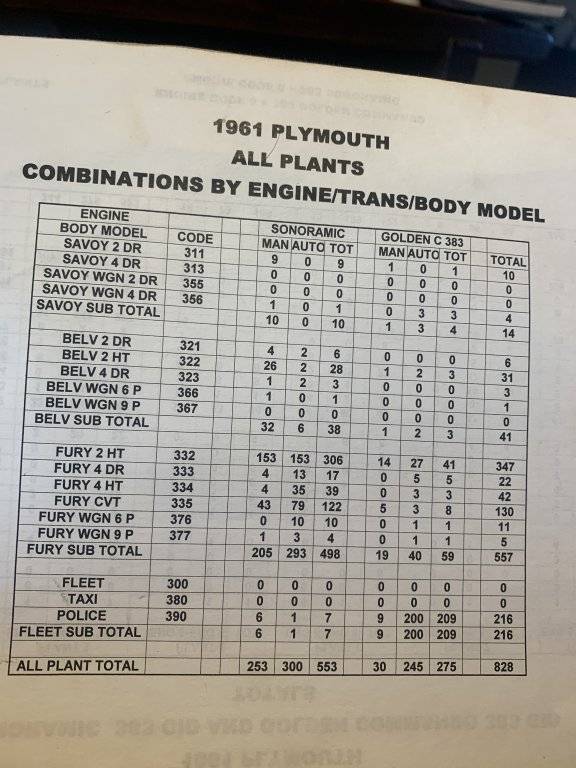 1961 PLYMOUTH
ALL PLANTS
COMBINATIONS BY ENGINE/TRANS/BODY MODEL
ENGINE SONORAMIC GOLDEN C 383
BODY MODEL CODE MAN AUTO TOT MAN AUTO TOT TOTAL
SAVOY 2 DR 311 9 0 9 1 0 1 10
SAVOY 4 DR 313 0 0 0 0 0 0 0
SAVOY WGN 2 DR 355 0 0 0 0 0 0 0
SAVOY WGN 4 DR 356 1 0 1 0 3 3 4
SAVOY SUB TOTAL 10 0 10 1 3 4 14
BELV 2 DR 321 4 2 6 0 0 0 6
BELV 2 HT 322 26 2 28 1 2 3 31
BELV 4 DR 323 1 2 3 0 0 0 3
BELV WGN 6 P 366 1 0 1 0 0 0 1
BELV WGN 9 P 367 0 0 0 0 0 0 0
BELV SUB TOTAL 32 6 38 1 2 3 41
FURY 2 HT 332 153 153 306 14 27 41 347
FURY 4 DR 333 4 13 17 0 5 5 22
FURY 4 HT 334 4 35 39 0 3 3 42
FURY CVT 335 43 79 122 5 3 8 130
FURY WGN 6 P 376 0 10 10 0 1 1 11
FURY WGN 9 P 377 1 3 4 0 1 1 5
FURY SUB TOTAL 205 293 498 19 40 59 557
FLEET 300 0 0 0 0 0 0 0
TAXI 380 0 0 0 0 0 0 0
POLICE 390 6 1 7 9 200 209 216
FLEET SUB TOTAL 6 1 7 9 200 209 216
ALL PLANT TOTAL 253 300 553 30 245 275 828